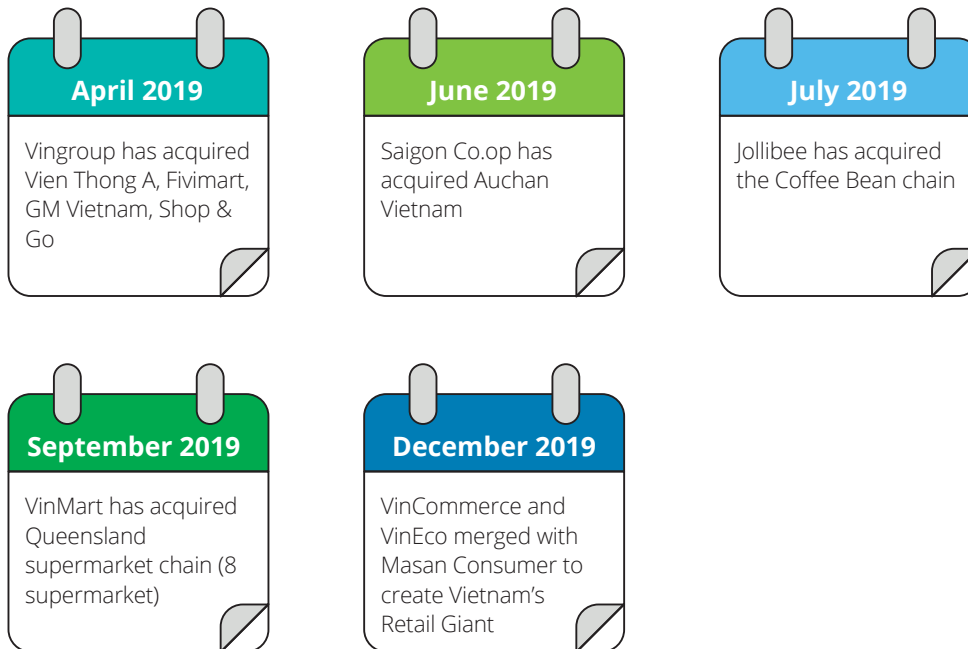 April 2019
Vingroup has acquired
Vien Thong A, Fivimart,
GM Vietnam, Shop &
Go
June 2019
Saigon Co.op has
acquired Auchan
Vietnam
July 2019
Jollibee has acquired
the Coffee Bean chain
September 2019
VinMart has acquired
Queensland
supermarket chain (8
supermarket)
December 2019
VinCommerce and
VinEco merged with
Masan Consumer to
create Vietnam’s
Retail Giant